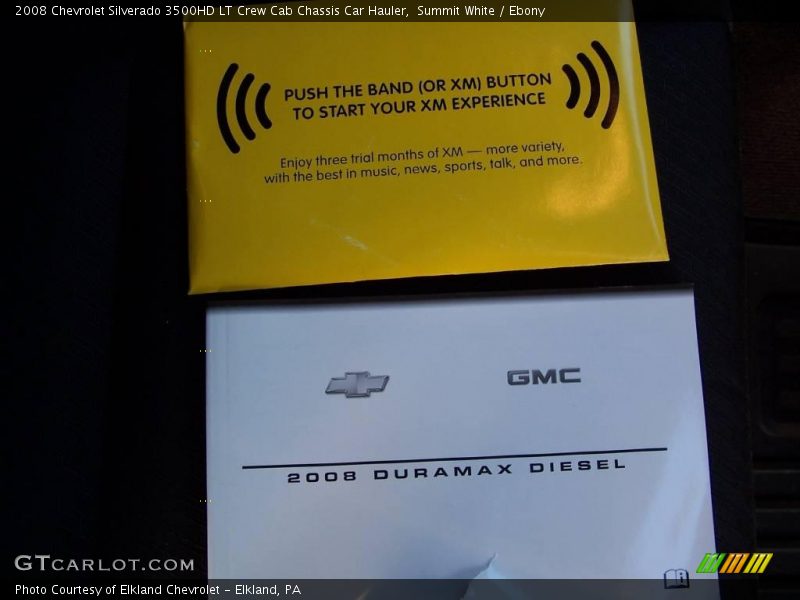 2008 Chevrolet Silverado 3500HD LT Crew Cab Chassis Car Hauler,  Summit White / Ebony
PUSH THE BAND (OR XM) BUTTON
TO START YOUR XM EXPERIENCE
Enjoy three trial months of XM — more variety,
with the best in music, news, sports, talk, and more.
GMC
2008 DURAMAX DIESEL
GTCARLOT.COM
Photo Courtesy of Elkland Chevrolet - Elkland, PA